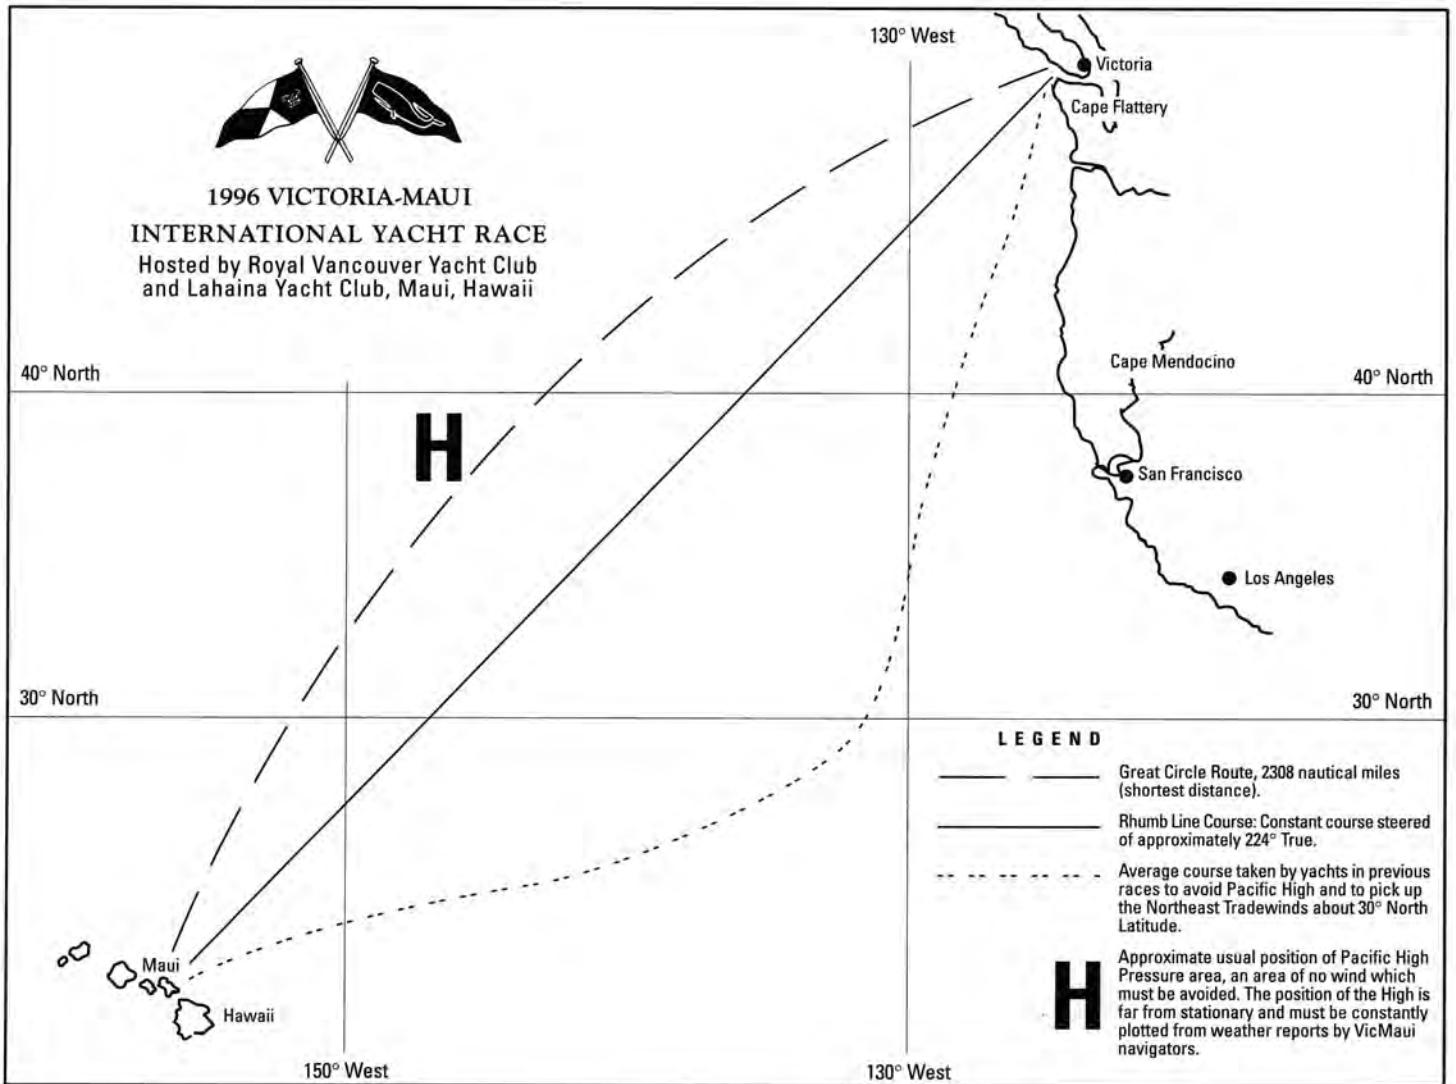 130° West
Victoria
Cape Flattery
1996 VICTORIA-MAUI
INTERNATIONAL YACHT RACE
Hosted by Royal Vancouver Yacht Club
and Lahaina Yacht Club, Maui, Hawaii
Cape Mendocino
40° North
40° North
H
San Francisco
Los Angeles
30° North
30° North
LEGEND
Great Circle Route, 2308 nautical miles
(shortest distance).
Rhumb Line Course: Constant course steered
of approximately 224° True.
Average course taken by yachts in previous
races to avoid Pacific High and to pick up
the Northeast Tradewinds about 30° North
Latitude.
H
Approximate usual position of Pacific High
Pressure area, an area of no wind which
must be avoided. The position of the High is
far from stationary and must be constantly
plotted from weather reports by VicMaui
navigators.
Maui
Hawaii
150° West
130° West